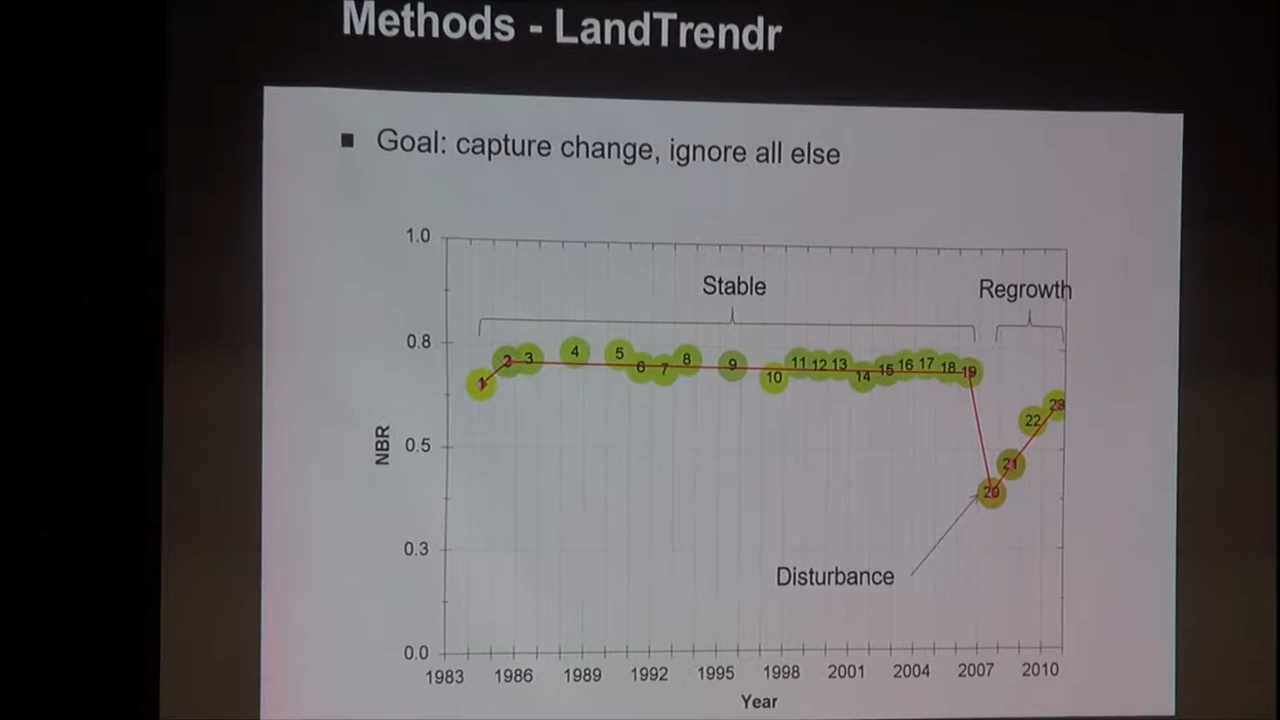 Methods - LandTrendr
■ Goal: capture change, ignore all else
1.0
Stable
Regrowth
0.8
1 2 3 4 5 6 7 8 9 10 11 12 13 14 15 16 17 18 19
23
22
NBR
0.5
21
20
0.3
Disturbance
0.0
1983 1986 1989 1992 1995 1998 2001 2004 2007 2010
Year